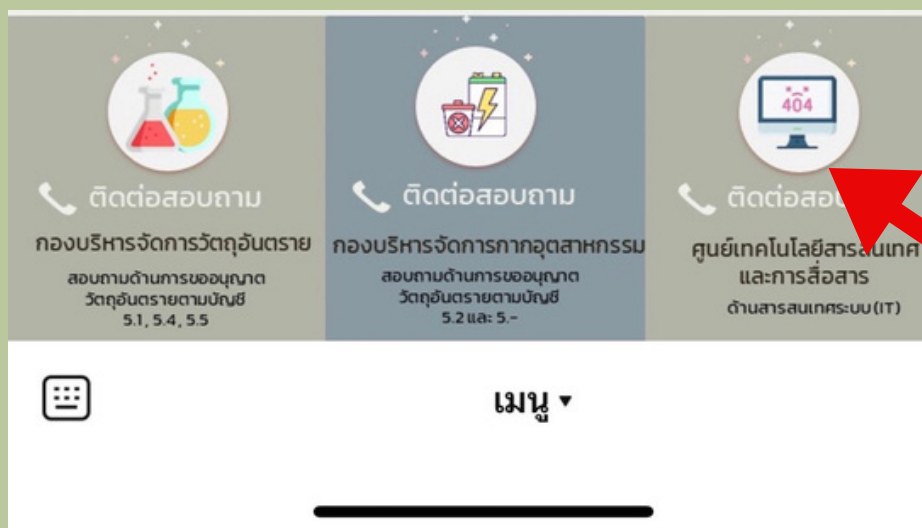 ติดต่อสอบถาม
กองบริหารจัดการวัตถุอันตราย
สอบถามด้านการขออนุญาต
วัตถุอันตรายตามบัญชี
5.1, 5.4, 5.5
ติดต่อสอบถาม
กองบริหารจัดการกากอุตสาหกรรม
สอบถามด้านการขออนุญาต
วัตถุอันตรายตามบัญชี
5.2 และ 5.-
404
ติดต่อสอบ
ศูนย์เทคโนโลยีสารสนเทศ
และการสื่อสาร
ด้านสารสนเทศระบบ(IT)
เมนู